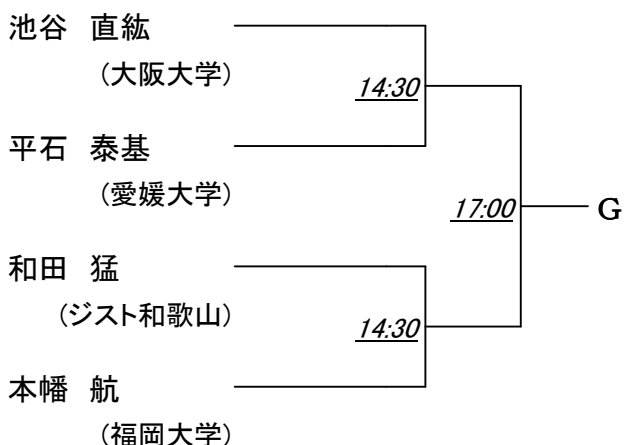 池谷 直紘
(大阪大学)
14:30
平石 泰基
(愛媛大学)
17:00
G
和田 猛
(ジスト和歌山)
14:30
本幡 航
(福岡大学)